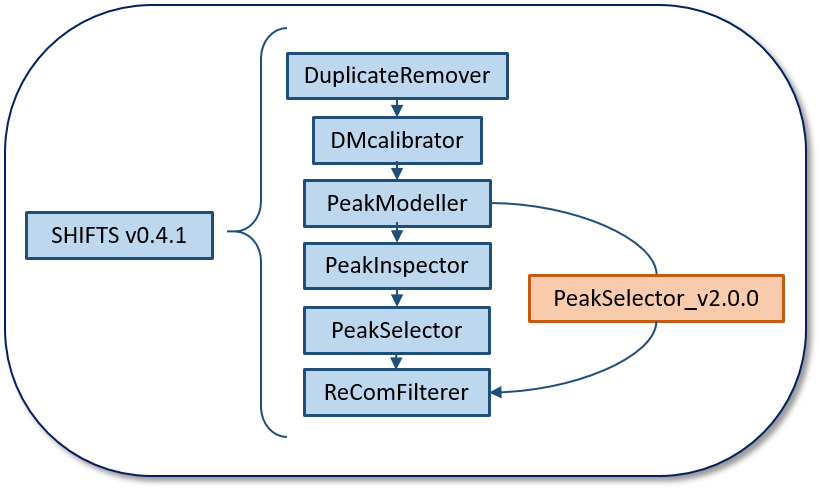 DuplicateRemover
DMcalibrator
PeakModeller
SHIFTS v0.4.1
PeakInspector
PeakSelector_v2.0.0
PeakSelector
ReComFilterer